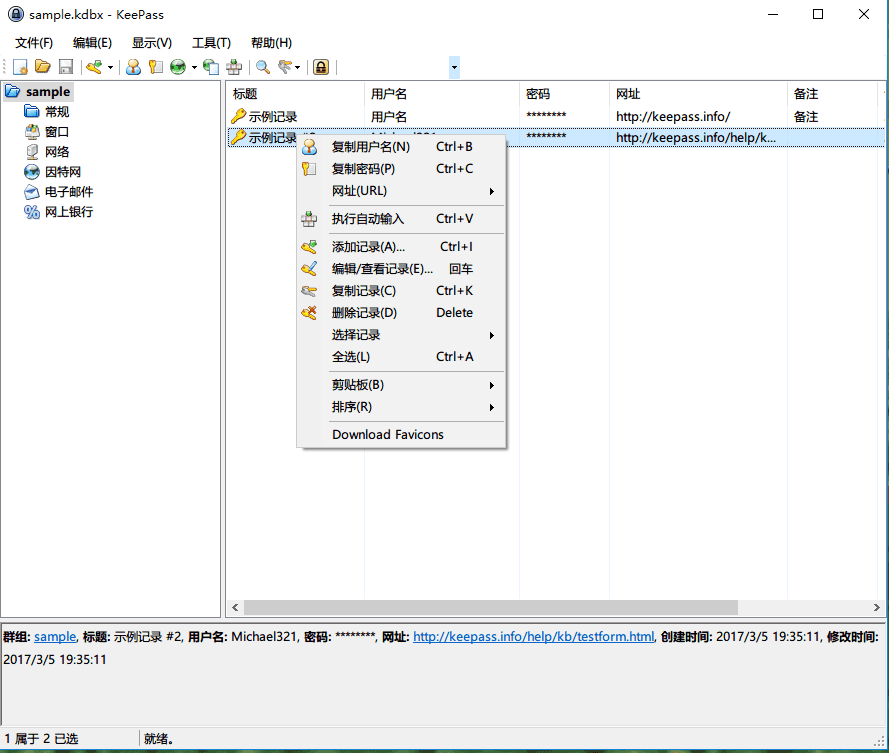 sample.kdbx - KeePass
文件(F) 编辑(E) 显示(V) 工具(T) 帮助(H)
sample
常规
窗口
网络
因特网
电子邮件
网上银行
标题 用户名 密码 网址 备注
示例记录 用户名 ******** http://keepass.info/ 备注
示例记录 ******** http://keepass.info/help/k...
复制用户名(N) Ctrl+B
复制密码(P) Ctrl+C
网址(URL)
执行自动输入 Ctrl+V
添加记录(A)... Ctrl+I
编辑/查看记录(E)... 回车
复制记录(C) Ctrl+K
删除记录(D) Delete
选择记录
全选(L) Ctrl+A
剪贴板(B)
排序(R)
Download Favicons
群组: sample, 标题: 示例记录 #2, 用户名: Michael321, 密码: ********, 网址: http://keepass.info/help/kb/testform.html, 创建时间: 2017/3/5 19:35:11, 修改时间:
2017/3/5 19:35:11
1 属于 2 已选 就绪。